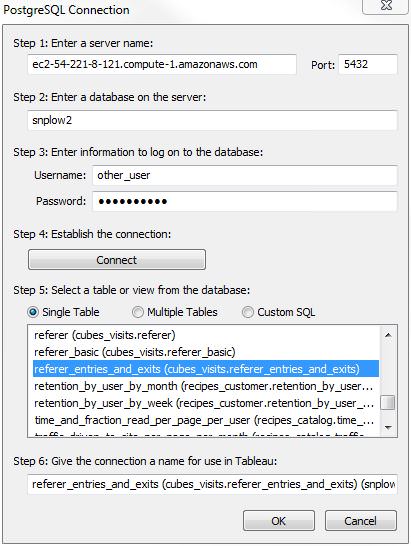 PostgreSQL Connection
Step 1: Enter a server name:
ec2-54-221-8-121.compute-1.amazonaws.com Port: 5432
Step 2: Enter a database on the server:
snplow2
Step 3: Enter information to log on to the database:
Username: other_user
Password: ●●●●●●●●●●
Step 4: Establish the connection:
Connect
Step 5: Select a table or view from the database:
Single Table Multiple Tables Custom SQL
referer (cubes_visits.referer)
referer_basic (cubes_visits.referer_basic)
referer_entries_and_exits (cubes_visits.referer_entries_and_exits)
retention_by_user_by_month (recipes_customer.retention_by_user...
retention_by_user_by_week (recipes_customer.retention_by_user_...
time_and_fraction_read_per_page_per_user (recipes_catalog.time_...
Step 6: Give the connection a name for use in Tableau:
referer_entries_and_exits (cubes_visits.referer_entries_and_exits) (snplow
OK Cancel